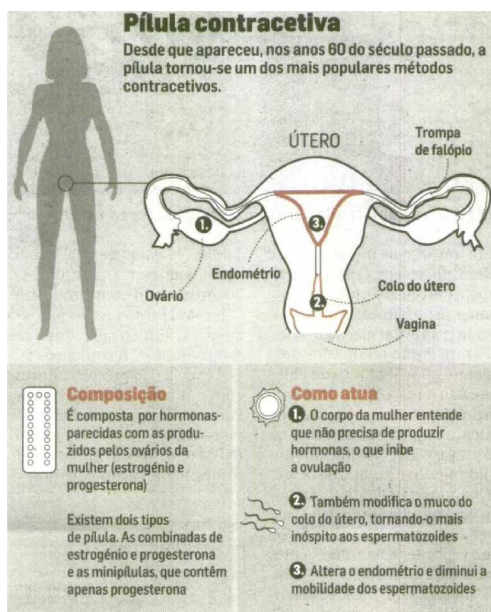 Pílula contracetiva
Desde que apareceu, nos anos 60 do século passado, a
pílula tornou-se um dos mais populares métodos
contracetivos.
ÚTERO
Trompa
de falópio
1.
3.
Endométrio
Ovário
2.
Colo do útero
Vagina
Composição
É composta por hormonas-
parecidas com as produ-
zidos pelos ovários da
mulher (estrogénio e
progesterona)
Existem dois tipos
de pílula. As combinadas de
estrogénio e progesterona
e as minipílulas, que contêm
apenas progesterona
Como atua
1. O corpo da mulher entende
que não precisa de produzir
hormonas, o que inibe
a ovulação
2. Também modifica o muco do
colo do útero, tornando-o mais
inóspito aos espermatozoides
3. Altera o endométrio e diminui a
mobilidade dos espermatozoides